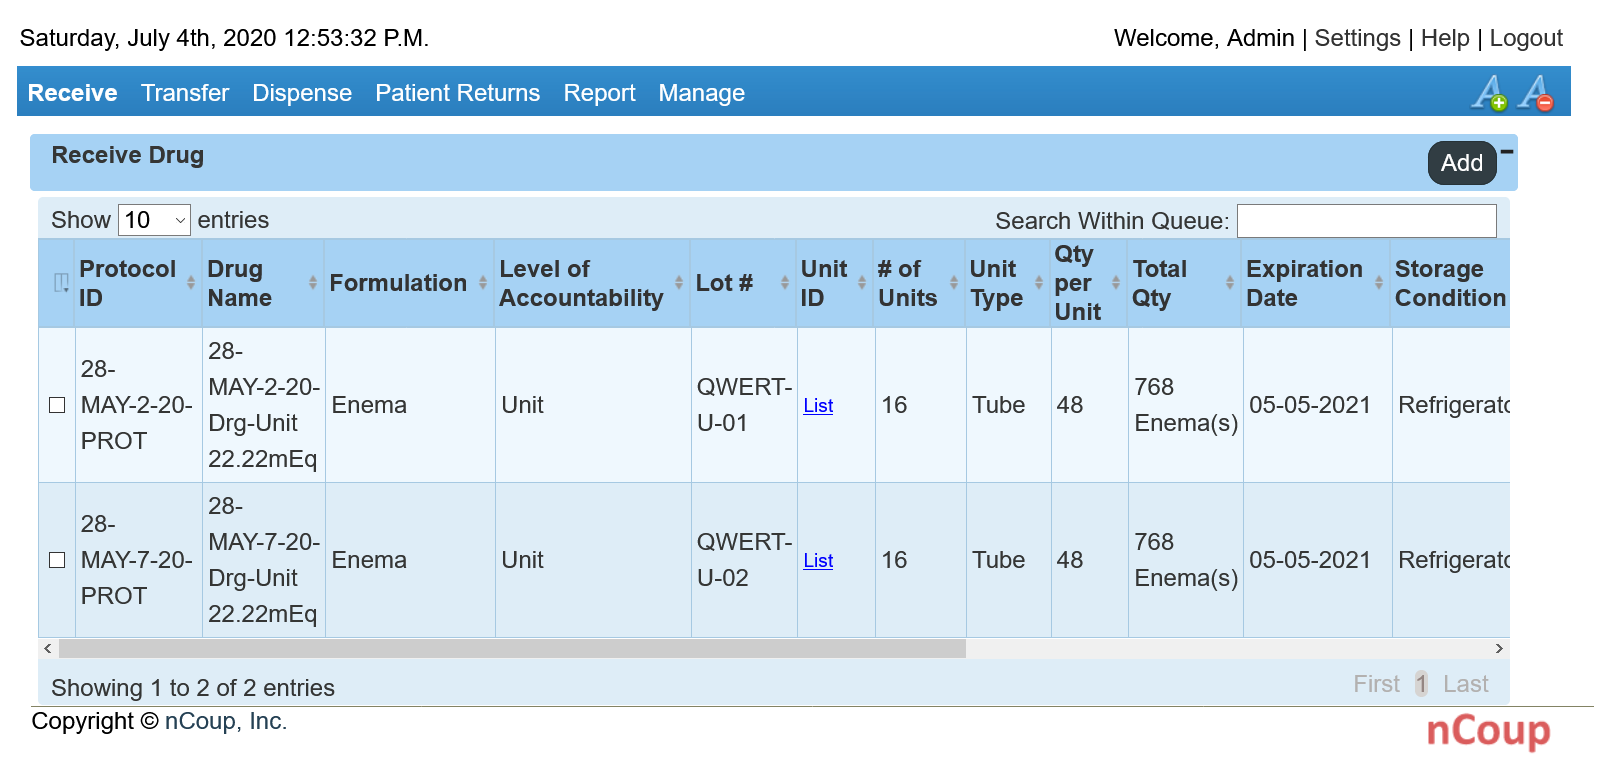 Saturday, July 4th, 2020 12:53:32 P.M.
Welcome, Admin | Settings | Help | Logout
Receive Transfer Dispense Patient Returns Report Manage
Receive Drug
Add
Show 10 entries
Search Within Queue:
Protocol ID
Drug Name
Formulation
Level of Accountability
Lot #
Unit ID
# of Units
Unit Type
Qty per Unit
Total Qty
Expiration Date
Storage Condition
28-
MAY-2-20-
PROT
28-
MAY-2-20-
Drg-Unit
22.22mEq
Enema
Unit
QWERT-
U-01
List
16
Tube
48
768
Enema(s)
05-05-2021
Refrigerato
28-
MAY-7-20-
PROT
28-
MAY-7-20-
Drg-Unit
22.22mEq
Enema
Unit
QWERT-
U-02
List
16
Tube
48
768
Enema(s)
05-05-2021
Refrigerato
Showing 1 to 2 of 2 entries
First 1 Last
Copyright © nCoup, Inc.
nCoup